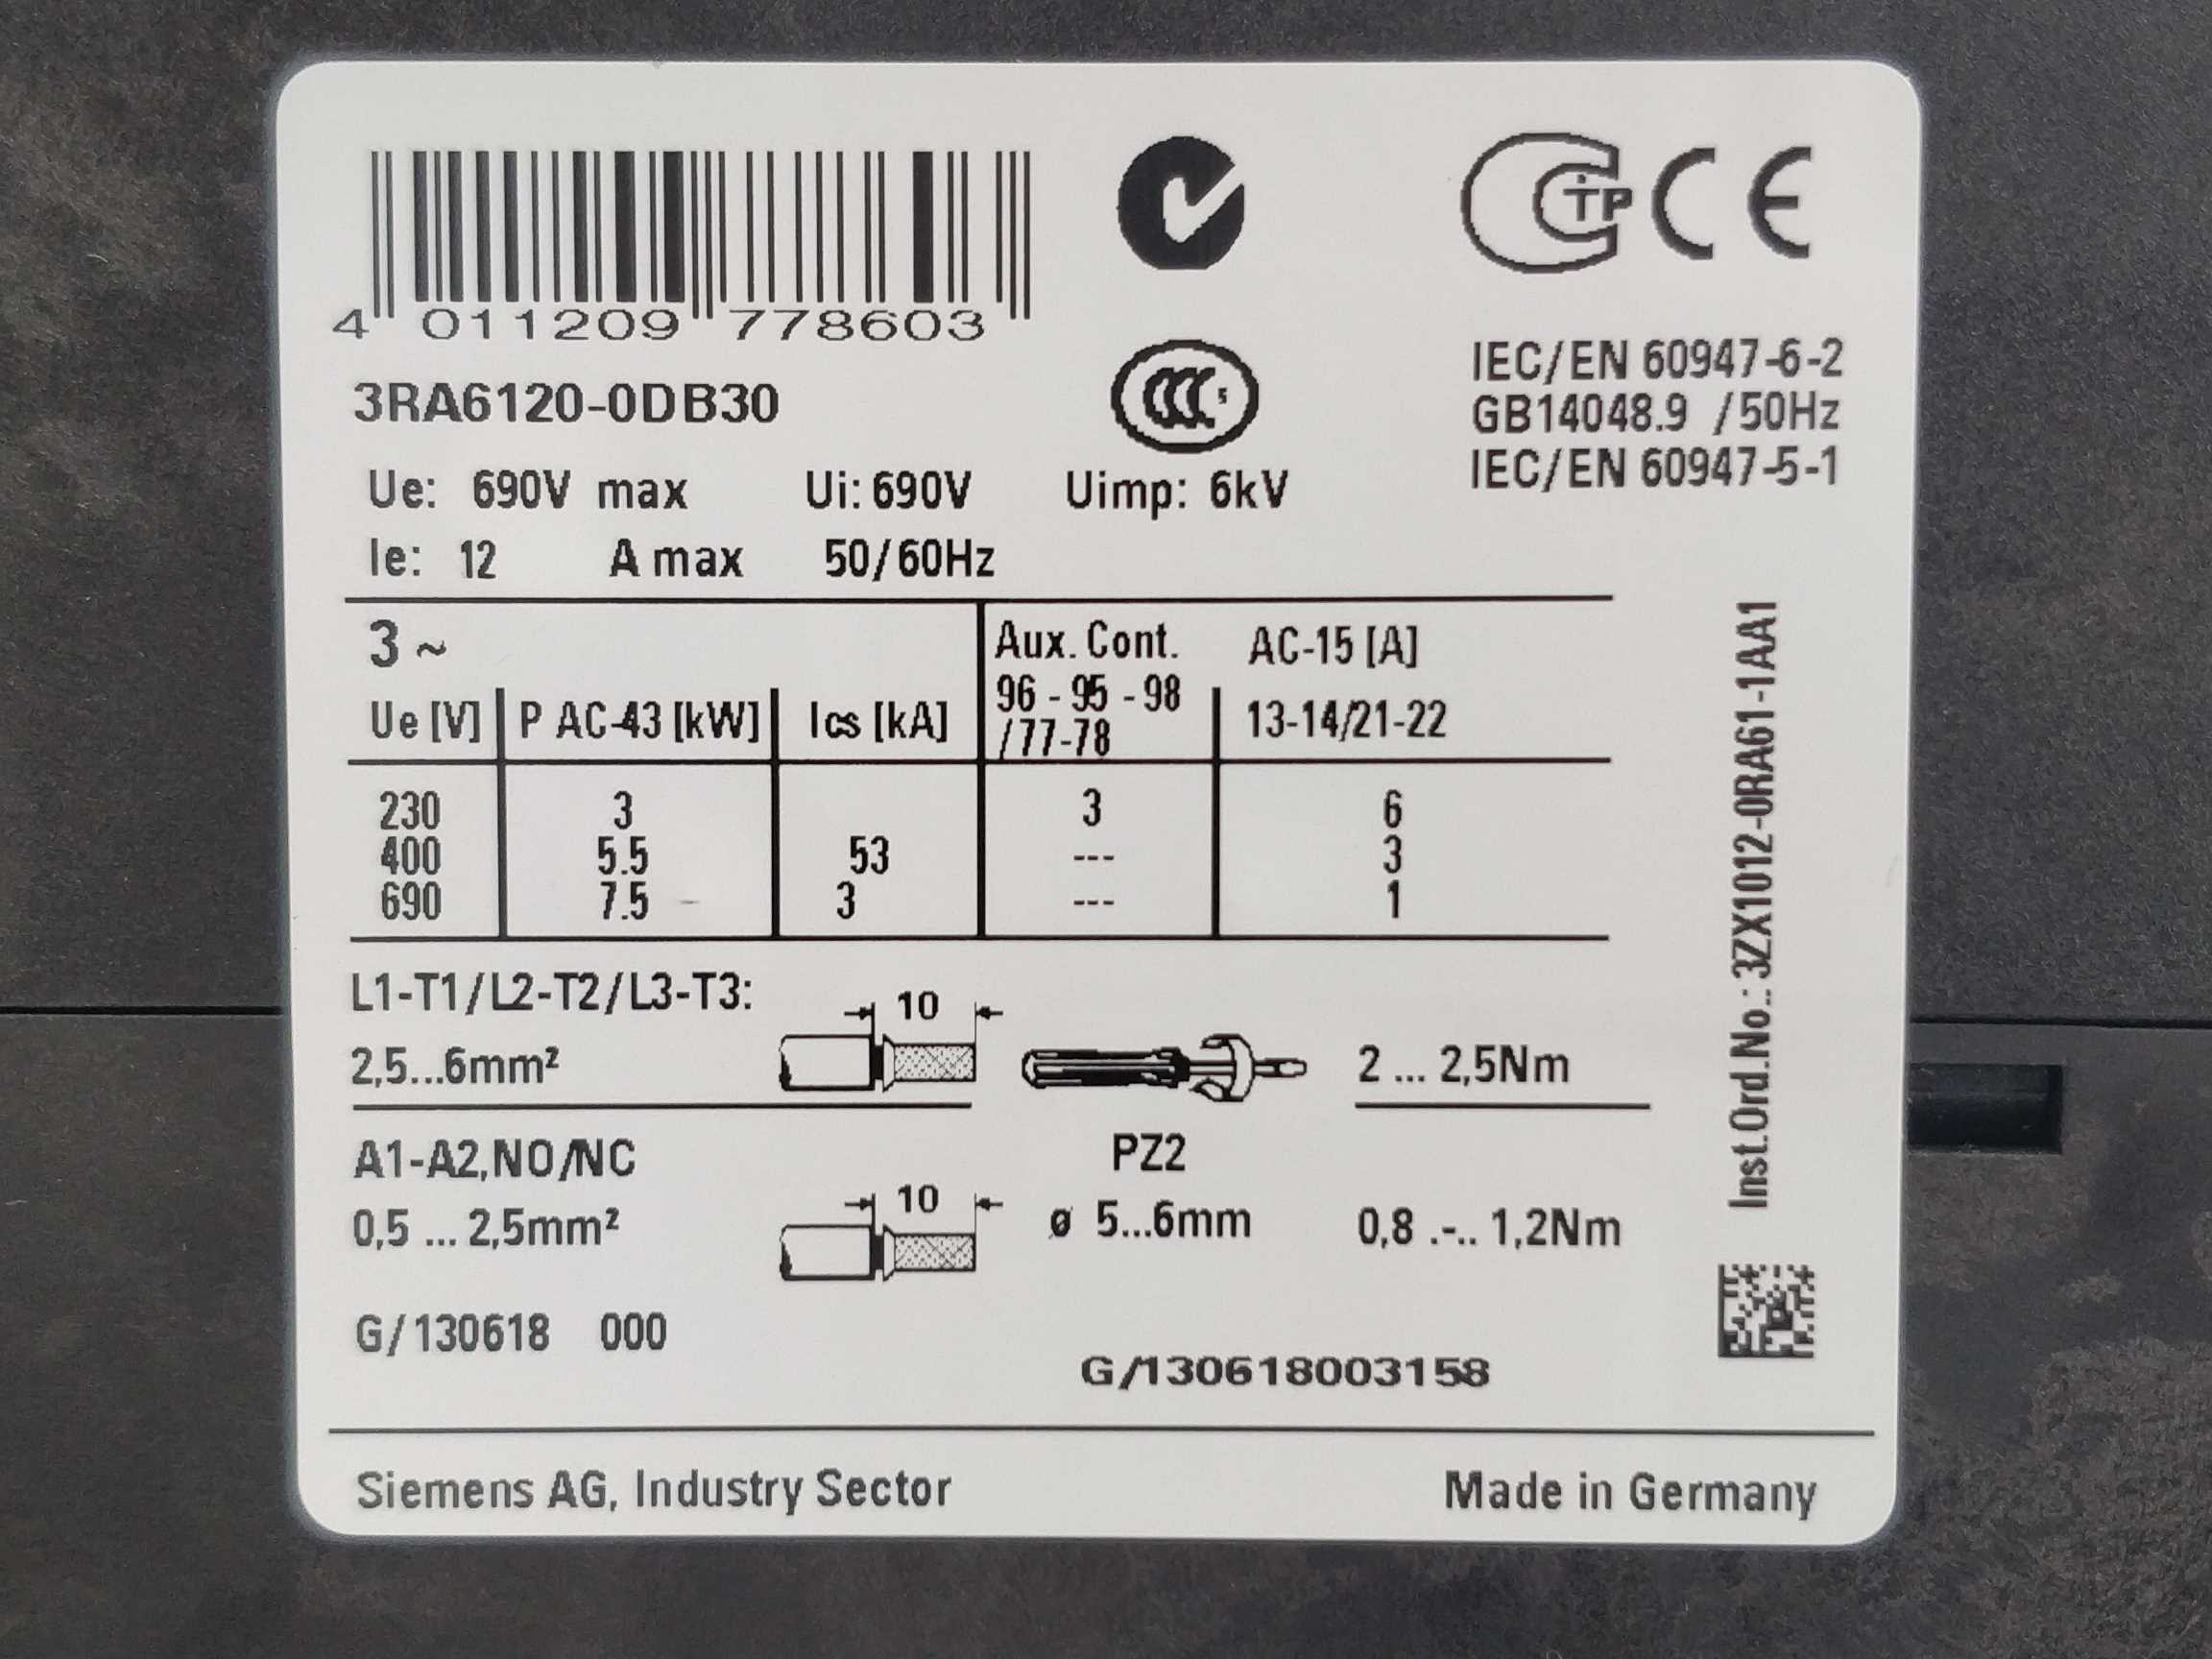 4 011209 778603
3RA6120-0DB30
IEC/EN 60947-6-2
GB14048.9 /50Hz
IEC/EN 60947-5-1
Ue: 690V max Ui: 690V Uimp: 6kV
Ie: 12 A max 50/60Hz
3 ~ Aux. Cont. AC-15 [A]
96 - 95 - 98
Ue [V] P AC-43 [kW] Ics [kA] /77-78 13-14/21-22
230 3 3 6
400 5.5 53 --- 3
690 7.5 3 --- 1
L1-T1/L2-T2/L3-T3:
10
2,5...6mm² 2 ... 2,5Nm
A1-A2,NO/NC PZ2
10
0,5 ... 2,5mm² ø 5...6mm 0,8 .-.. 1,2Nm
G/130618 000
G/130618003158
Inst.Ord.No.:3ZX1012-0RA61-1AA1
Siemens AG, Industry Sector Made in Germany